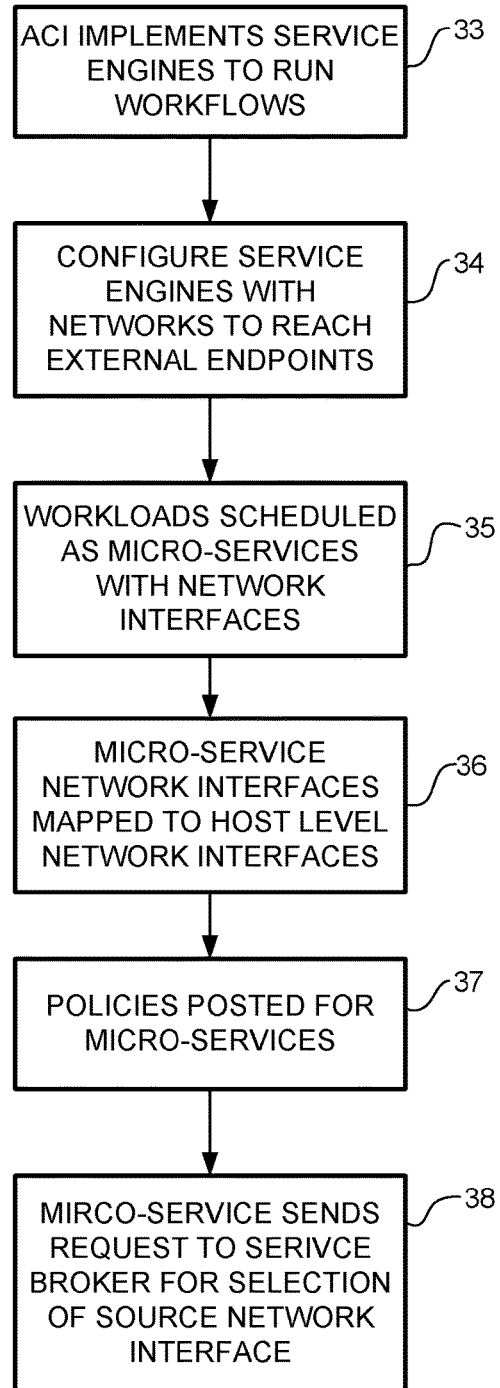 ACI IMPLEMENTS SERVICE
ENGINES TO RUN
WORKFLOWS
33
CONFIGURE SERVICE
ENGINES WITH
NETWORKS TO REACH
EXTERNAL ENDPOINTS
34
WORKLOADS SCHEDULED
AS MICRO-SERVICES
WITH NETWORK
INTERFACES
35
MICRO-SERVICE
NETWORK INTERFACES
MAPPED TO HOST LEVEL
NETWORK INTERFACES
36
POLICIES POSTED FOR
MICRO-SERVICES
37
MIRCO-SERVICE SENDS
REQUEST TO SERIVCE
BROKER FOR SELECTION
OF SOURCE NETWORK
INTERFACE
38